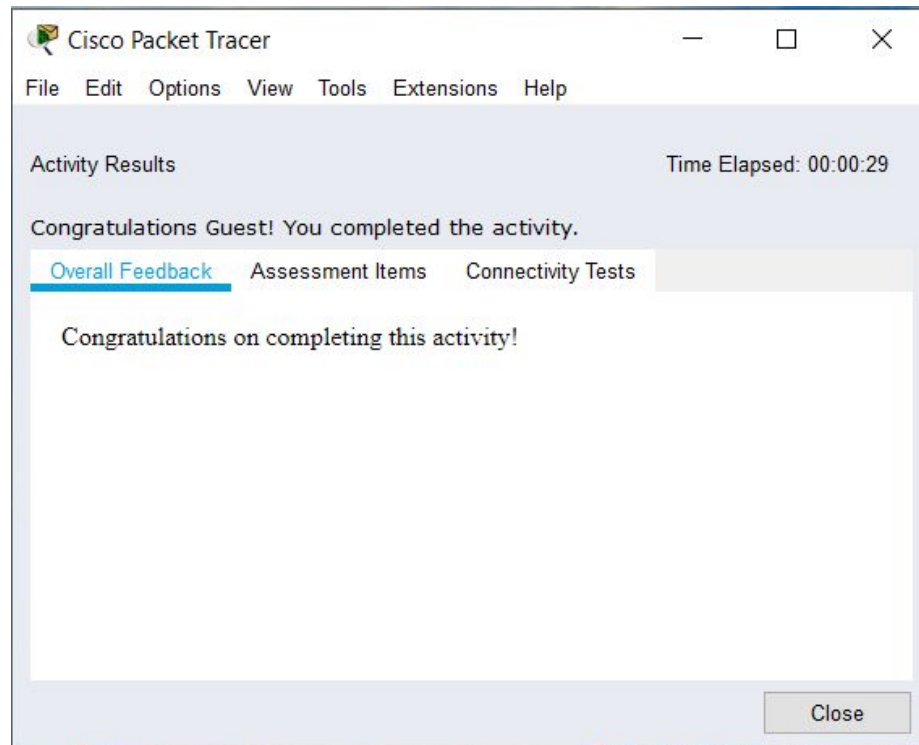 Cisco Packet Tracer
File Edit Options View Tools Extensions Help
Activity Results Time Elapsed: 00:00:29
Congratulations Guest! You completed the activity.
Overall Feedback Assessment Items Connectivity Tests
Congratulations on completing this activity!
Close